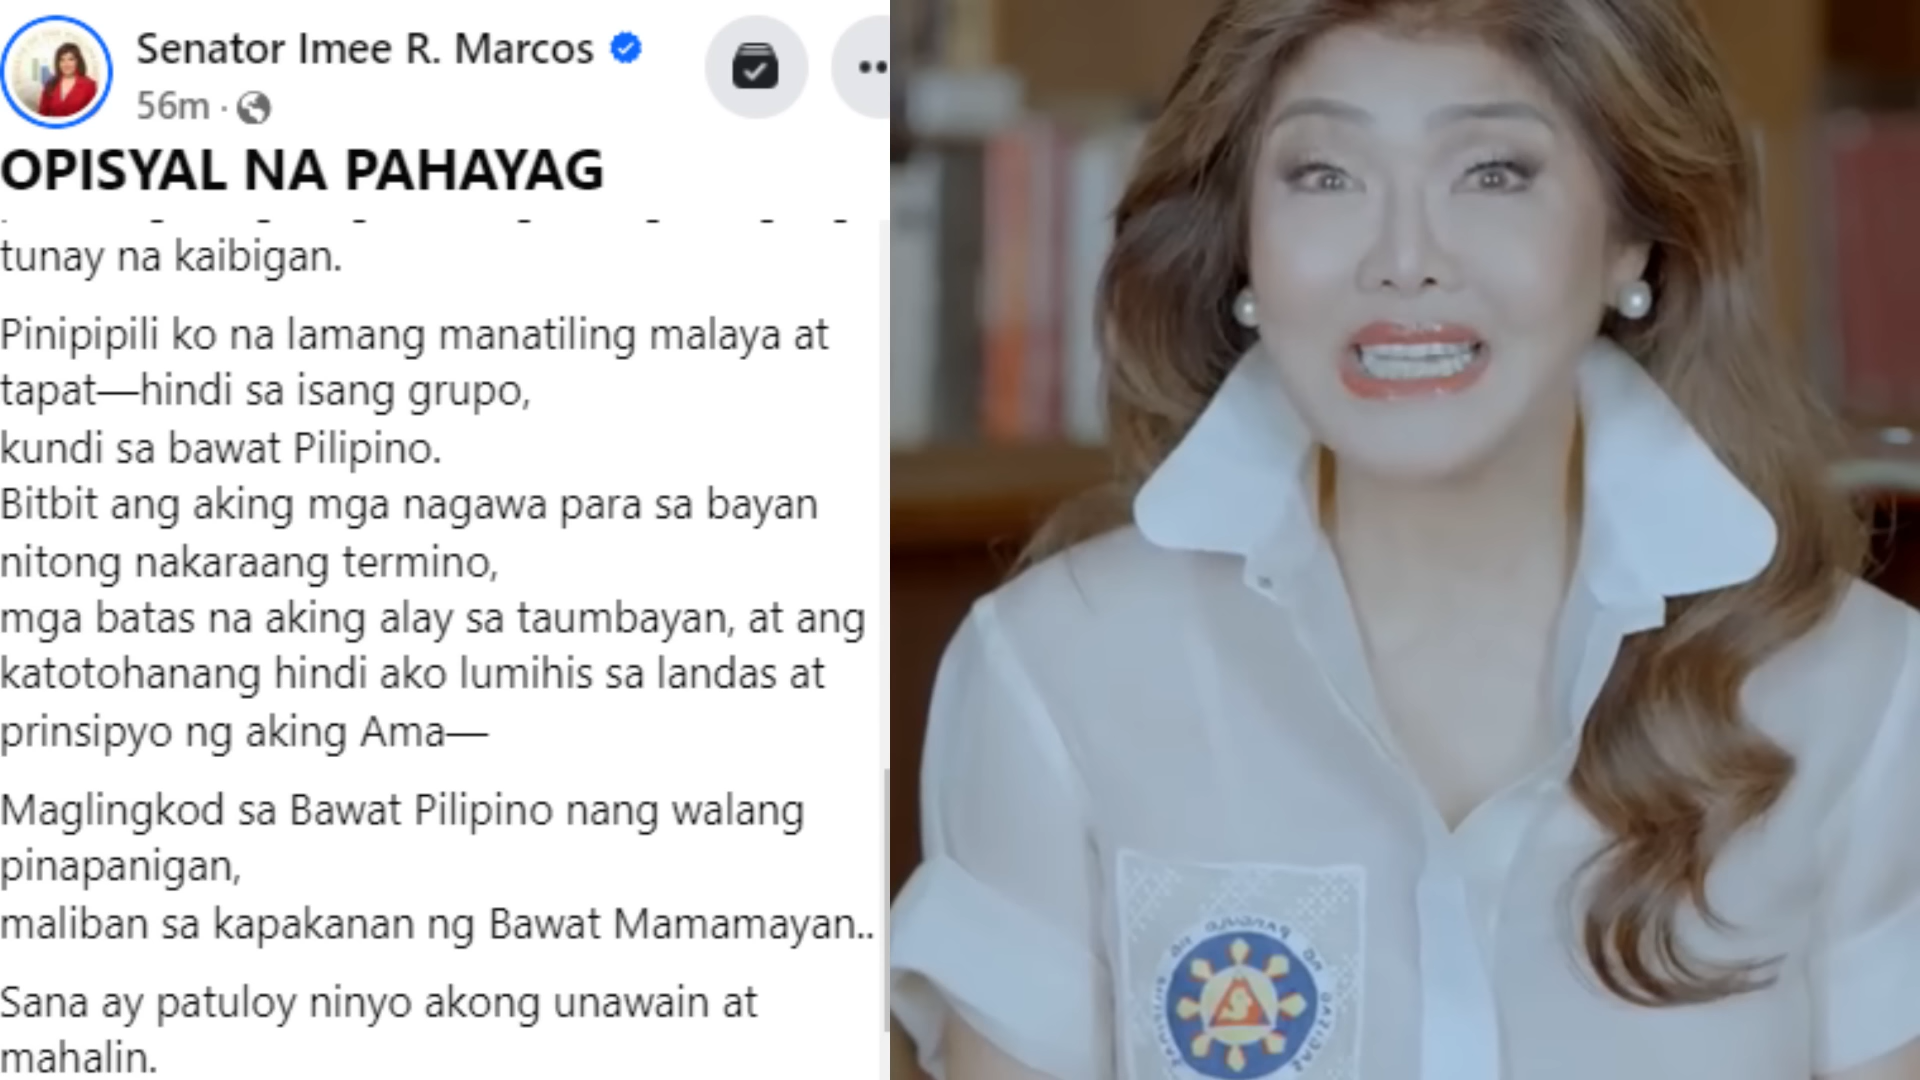 Senator Imee R. Marcos
56m ·
OPISYAL NA PAHAYAG
tunay na kaibigan.
Pinipipili ko na lamang manatiling malaya at
tapat—hindi sa isang grupo,
kundi sa bawat Pilipino.
Bitbit ang aking mga nagawa para sa bayan
nitong nakaraang termino,
mga batas na aking alay sa taumbayan, at ang
katotohanang hindi ako lumihis sa landas at
prinsipyo ng aking Ama—
Maglingkod sa Bawat Pilipino nang walang
pinapanigan,
maliban sa kapakanan ng Bawat Mamamayan..
Sana ay patuloy ninyo akong unawain at
mahalin.